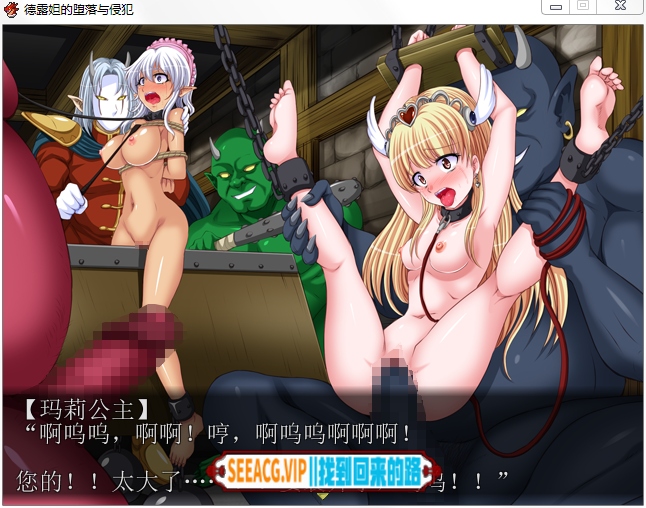 德露妲的堕落与侵犯
【玛莉公主】
“啊呜呜，啊啊！哼，啊呜呜啊啊啊！
您的！！太大了····
！！”
SEEACG.VIP||找到回来的路